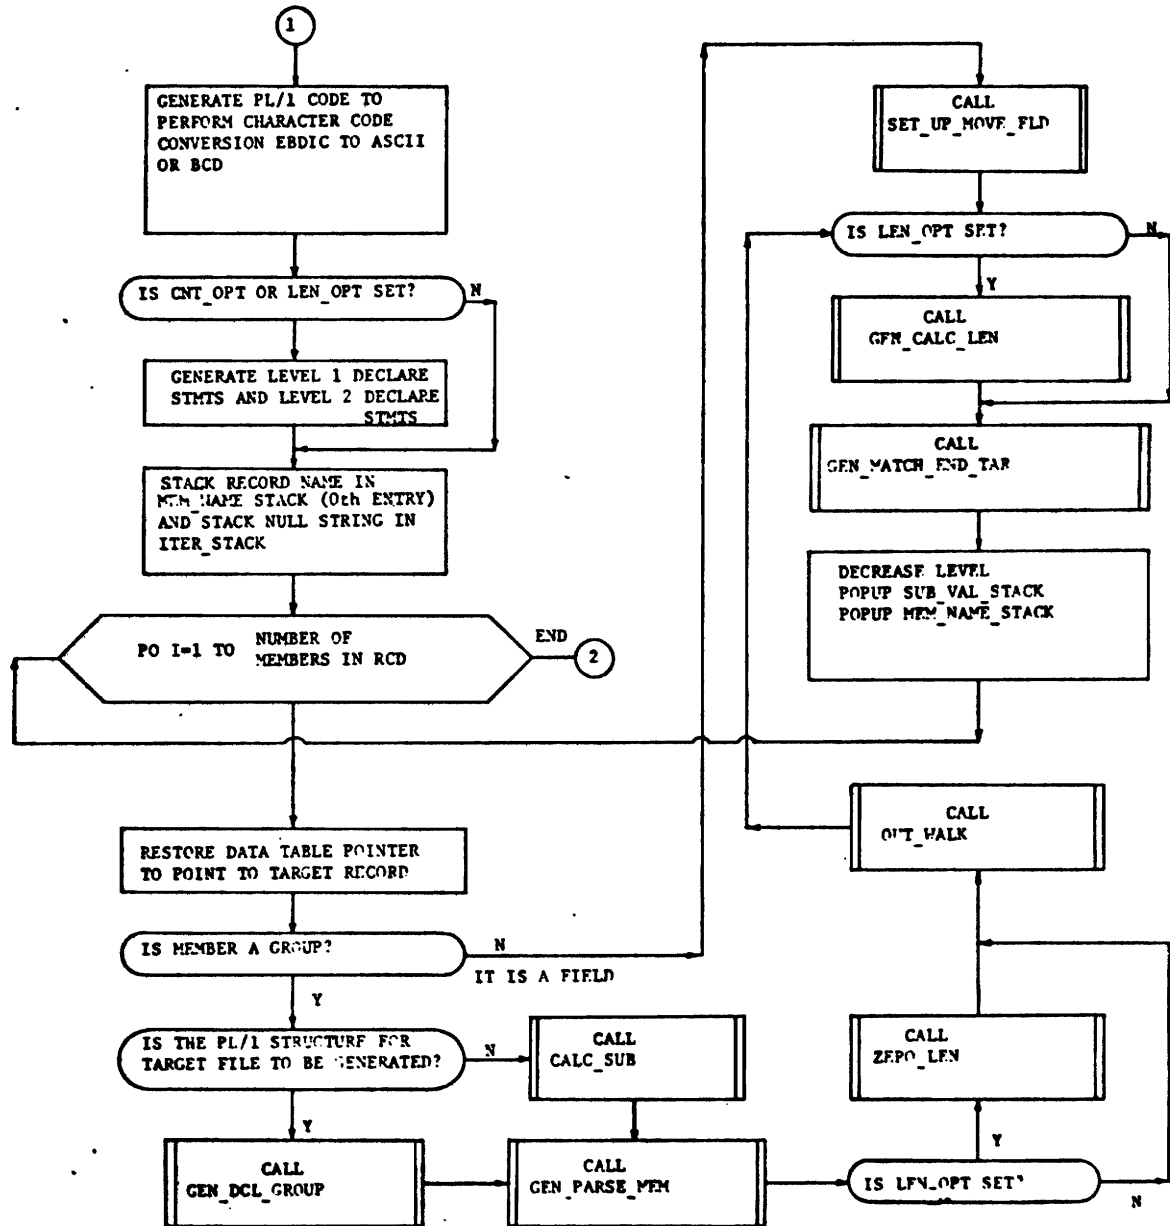 1
GENERATE PL/1 CODE TO
PERFORM CHARACTER CODE
CONVERSION EBDIC TO ASCII
OR BCD
IS CNT_OPT OR LEN_OPT SET?
N
GENERATE LEVEL 1 DECLARE
STMTS AND LEVEL 2 DECLARE
STMTS
STACK RECORD NAME IN
MEM_NAME STACK (0th ENTRY)
AND STACK NULL STRING IN
ITER_STACK
PO I=1 TO NUMBER OF
MEMBERS IN RCD
END
2
RESTORE DATA TABLE POINTER
TO POINT TO TARGET RECORD
IS MEMBER A GROUP?
N
IT IS A FIELD
Y
IS THE PL/1 STRUCTURE FOR
TARGET FILE TO BE GENERATED?
N
Y
CALL
CALC_SUB
CALL
GEN_DCL_GROUP
CALL
GEN_PARSE_MEM
IS LEN_OPT SET?
N
Y
CALL
ZEPO_LEN
CALL
OUT_WALK
CALL
SET_UP_MOVE_FLD
IS LEN_OPT SET?
N
Y
CALL
GEN_CALC_LEN
CALL
GEN_MATCH_END_TAR
DECREASE LEVEL
POPUP SUB_VAL_STACK
POPUP MEM_NAME_STACK